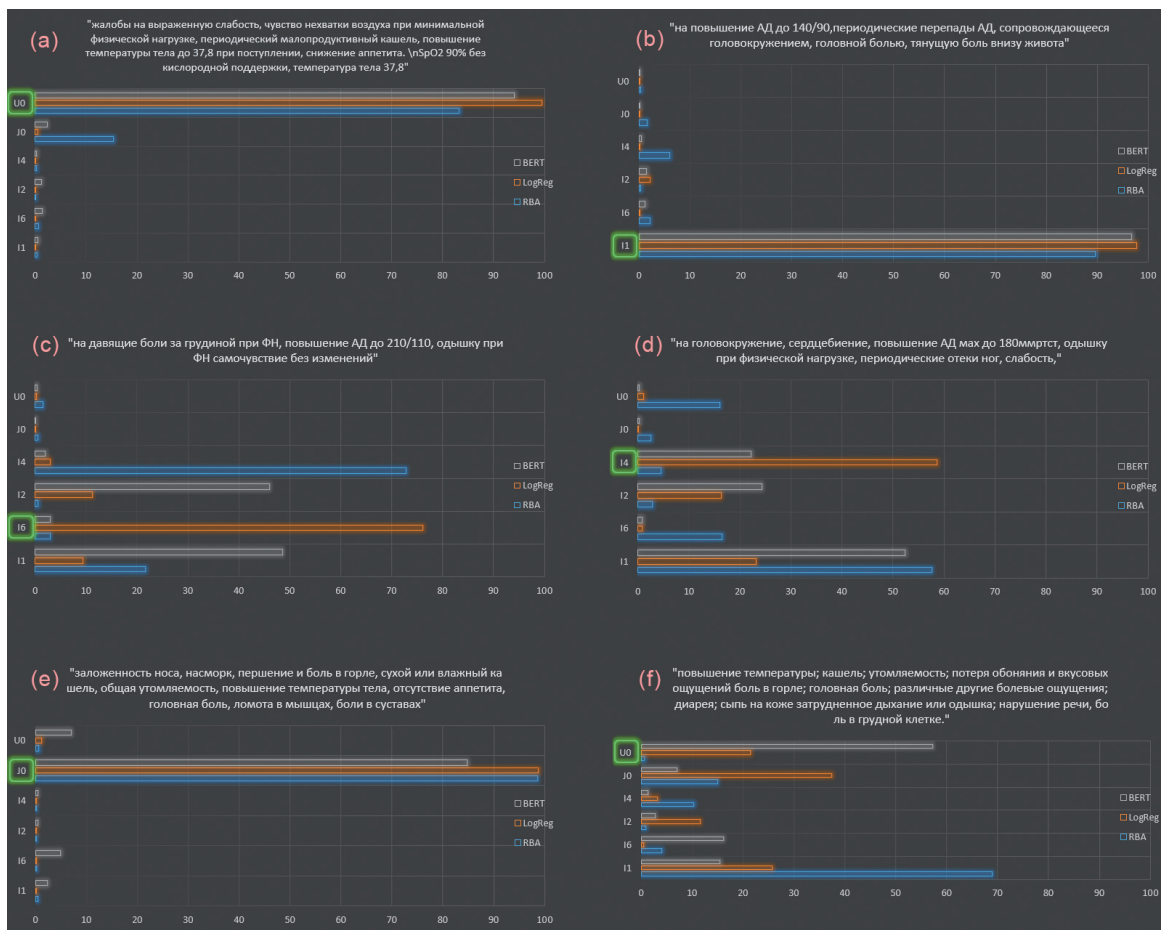 (a)
"жалобы на выраженную слабость, чувство нехватки воздуха при минимальной
физической нагрузке, периодический малопродуктивный кашель, повышение
температуры тела до 37,8 при поступлении, снижение аппетита. \nSpO2 90% без
кислородной поддержки, температура тела 37,8"
U0
J0
I4
I2
I6
I1
BERT
LogReg
RBA
0 10 20 30 40 50 60 70 80 90 100
(b)
"на повышение АД до 140/90,периодические перепады АД, сопровождающееся
головокружением, головной болью, тянущую боль внизу живота"
U0
J0
I4
I2
I6
I1
BERT
LogReg
RBA
0 10 20 30 40 50 60 70 80 90 100
(c)
"на давящие боли за грудиной при ФН, повышение АД до 210/110, одышку при
ФН самочувствие без изменений"
U0
J0
I4
I2
I6
I1
BERT
LogReg
RBA
0 10 20 30 40 50 60 70 80 90 100
(d)
"на головокружение, сердцебиение, повышение АД мах до 180ммртст, одышку
при физической нагрузке, периодические отеки ног, слабость,"
U0
J0
I4
I2
I6
I1
BERT
LogReg
RBA
0 10 20 30 40 50 60 70 80 90 100
(e)
"заложенность носа, насморк, першение и боль в горле, сухой или влажный ка
шель, общая утомляемость, повышение температуры тела, отсутствие аппетита,
головная боль, ломота в мышцах, боли в суставах"
U0
J0
I4
I2
I6
I1
BERT
LogReg
RBA
0 10 20 30 40 50 60 70 80 90 100
(f)
"повышение температуры; кашель; утомляемость; потеря обоняния и вкусовых
ощущений боль в горле; головная боль; различные другие болевые ощущения;
диарея; сыпь на коже затрудненное дыхание или одышка; нарушение речи, бо
ль в грудной клетке."
U0
J0
I4
I2
I6
I1
BERT
LogReg
RBA
0 10 20 30 40 50 60 70 80 90 100